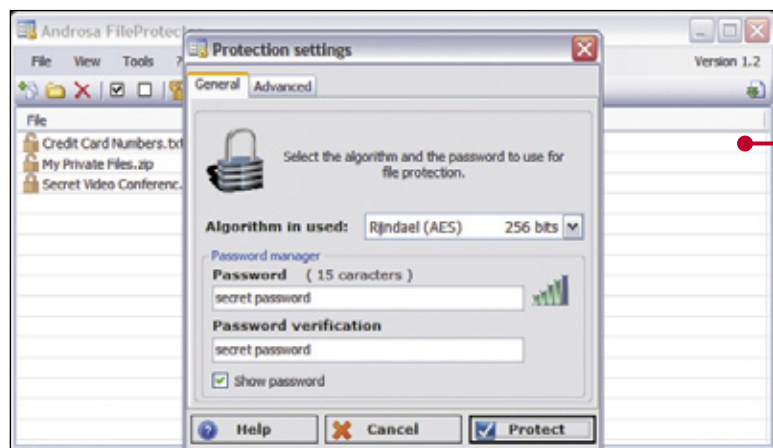 Androsa FileProtec
File View Tools ?
Version 1.2
File
Credit Card Numbers.txt
My Private Files.zip
Secret Video Conferenc.
Protection settings
General Advanced
Select the algorithm and the password to use for
file protection.
Algorithm in used: Rijndael (AES) 256 bits
Password manager
Password ( 15 caracters )
secret password
Password verification
secret password
Show password
Help Cancel Protect